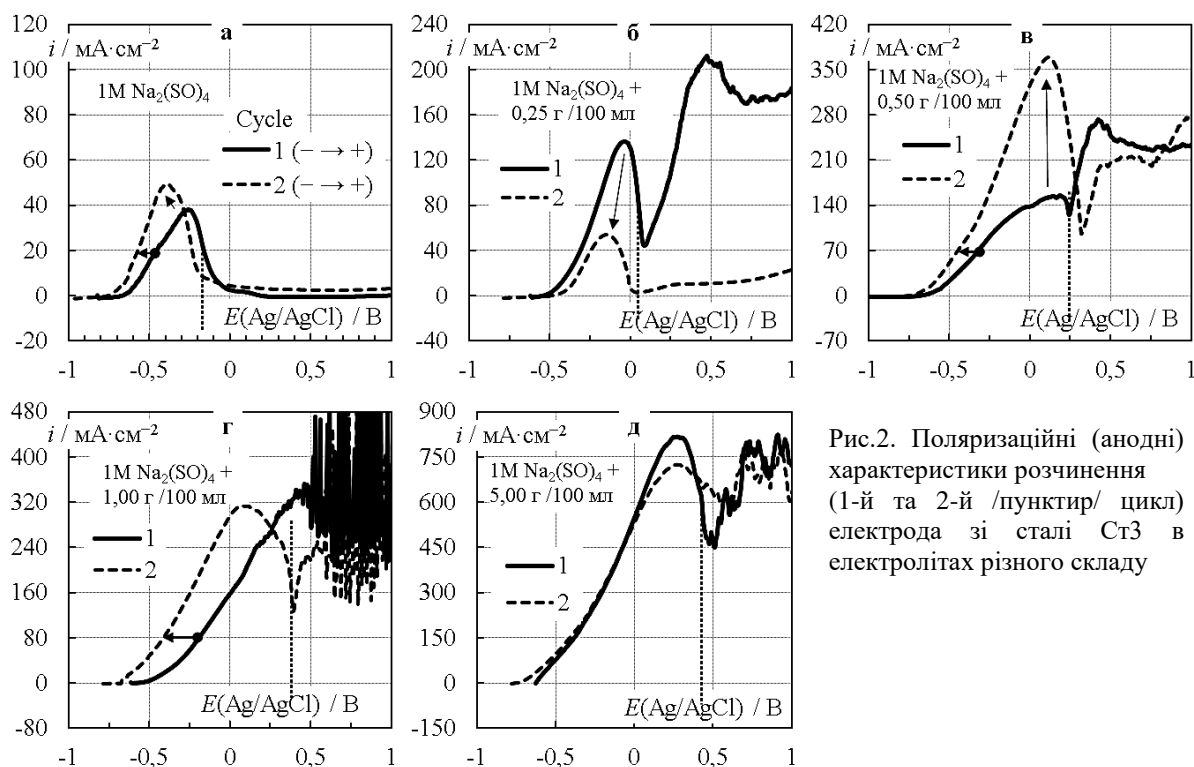 120
100
80
60
40
20
0
-20
а
i / мА·см⁻²
1М Na₂(SO)₄
Cycle
1 (− → +)
2 (− → +)
E(Ag/AgCl) / В
-1 -0,5 0 0,5 1
240
200
160
120
80
40
0
-40
б
i / мА·см⁻²
1М Na₂(SO)₄ +
0,25 г /100 мл
1
2
E(Ag/AgCl) / В
-1 -0,5 0 0,5 1
420
350
280
210
140
70
0
-70
в
i / мА·см⁻²
1М Na₂(SO)₄ +
0,50 г /100 мл
1
2
E(Ag/AgCl) / В
-1 -0,5 0 0,5 1
480
400
320
240
160
80
0
-80
г
i / мА·см⁻²
1М Na₂(SO)₄ +
1,00 г /100 мл
1
2
E(Ag/AgCl) / В
-1 -0,5 0 0,5 1
900
750
600
450
300
150
0
-150
д
i / мА·см⁻²
1М Na₂(SO)₄ +
5,00 г /100 мл
1
2
E(Ag/AgCl) / В
-1 -0,5 0 0,5 1
Рис.2. Поляризаційні (анодні)
характеристики розчинення
(1-й та 2-й /пунктир/ цикл)
електрода зі сталі Ст3 в
електролітах різного складу